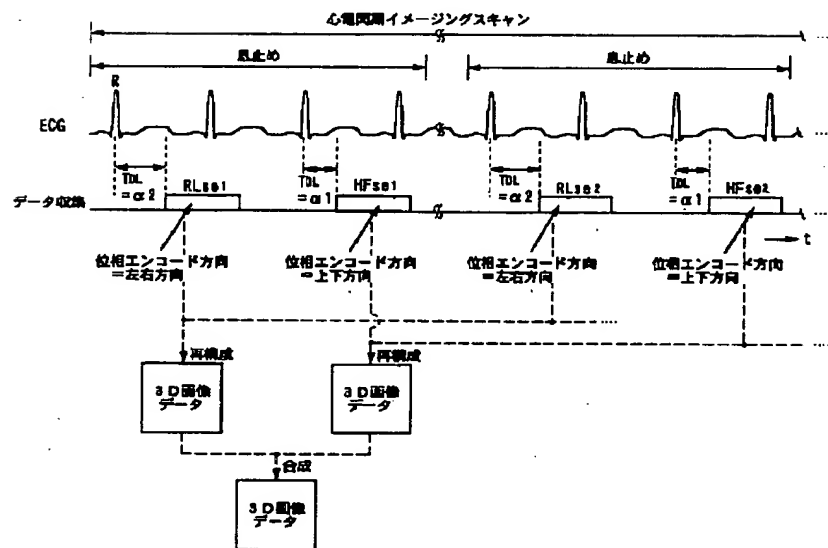 心電同期イメージングスキャン
息止め
息止め
R
ECG
TDL
=α2
RLse1
TDL
=α1
HFse1
TDL
=α2
RLse2
TDL
=α1
HFse2
データ収集
t
位相エンコード方向
=左右方向
位相エンコード方向
=上下方向
位相エンコード方向
=左右方向
位相エンコード方向
=上下方向
再構成
再構成
3D画像
データ
3D画像
データ
合成
3D画像
データ